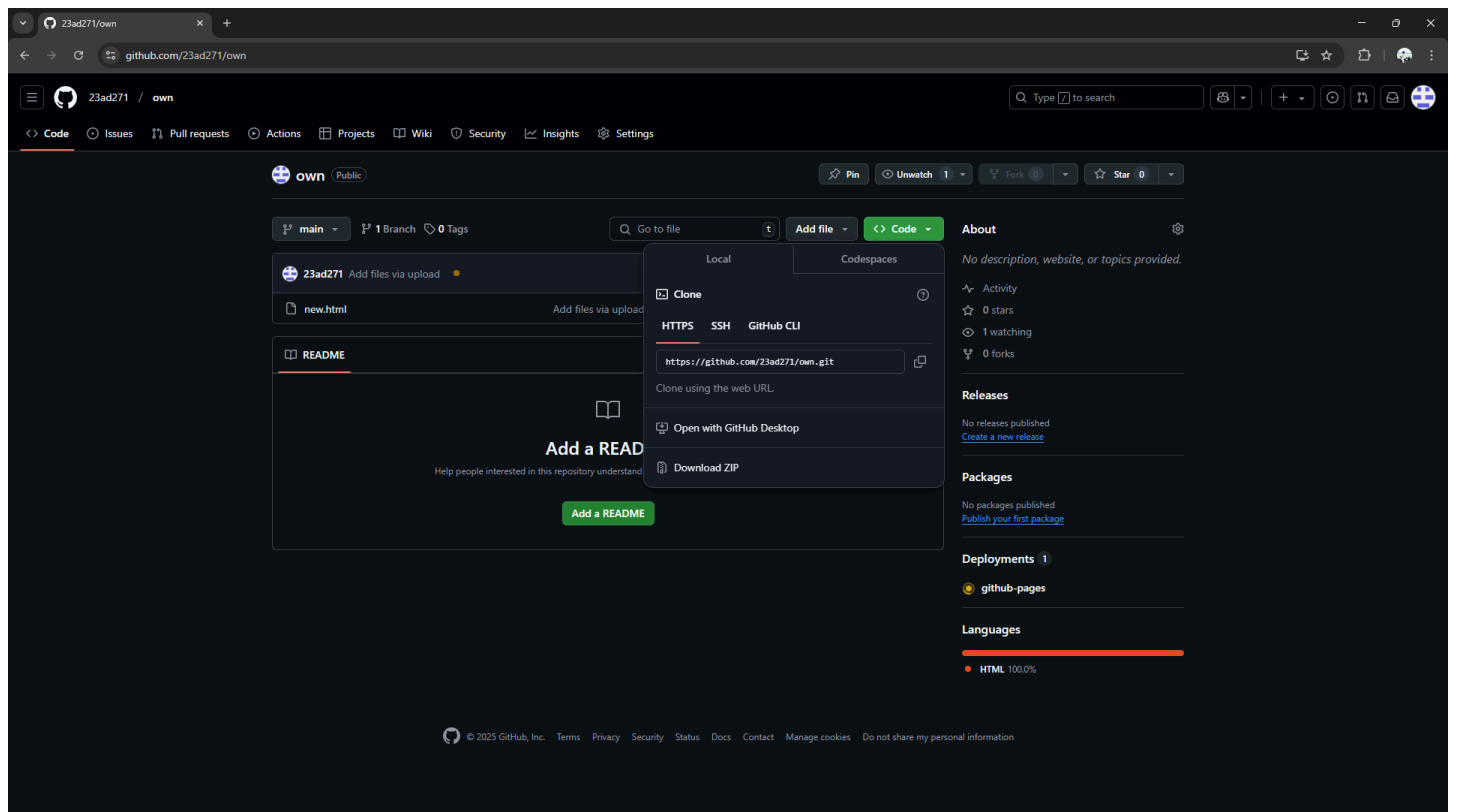 23ad271/own
github.com/23ad271/own
23ad271 / own
Type / to search
Code Issues Pull requests Actions Projects Wiki Security Insights Settings
own Public
Pin Unwatch 1 Fork 0 Star 0
main 1 Branch 0 Tags Go to file t Add file Code
Local Codespaces
23ad271 Add files via upload
new.html Add files via upload
Clone
HTTPS SSH GitHub CLI
https://github.com/23ad271/own.git
Clone using the web URL.
Open with GitHub Desktop
Download ZIP
README
Add a READ
Help people interested in this repository understand
Add a README
About
No description, website, or topics provided.
Activity
0 stars
1 watching
0 forks
Releases
No releases published
Create a new release
Packages
No packages published
Publish your first package
Deployments 1
github-pages
Languages
HTML 100.0%
© 2025 GitHub, Inc. Terms Privacy Security Status Docs Contact Manage cookies Do not share my personal information